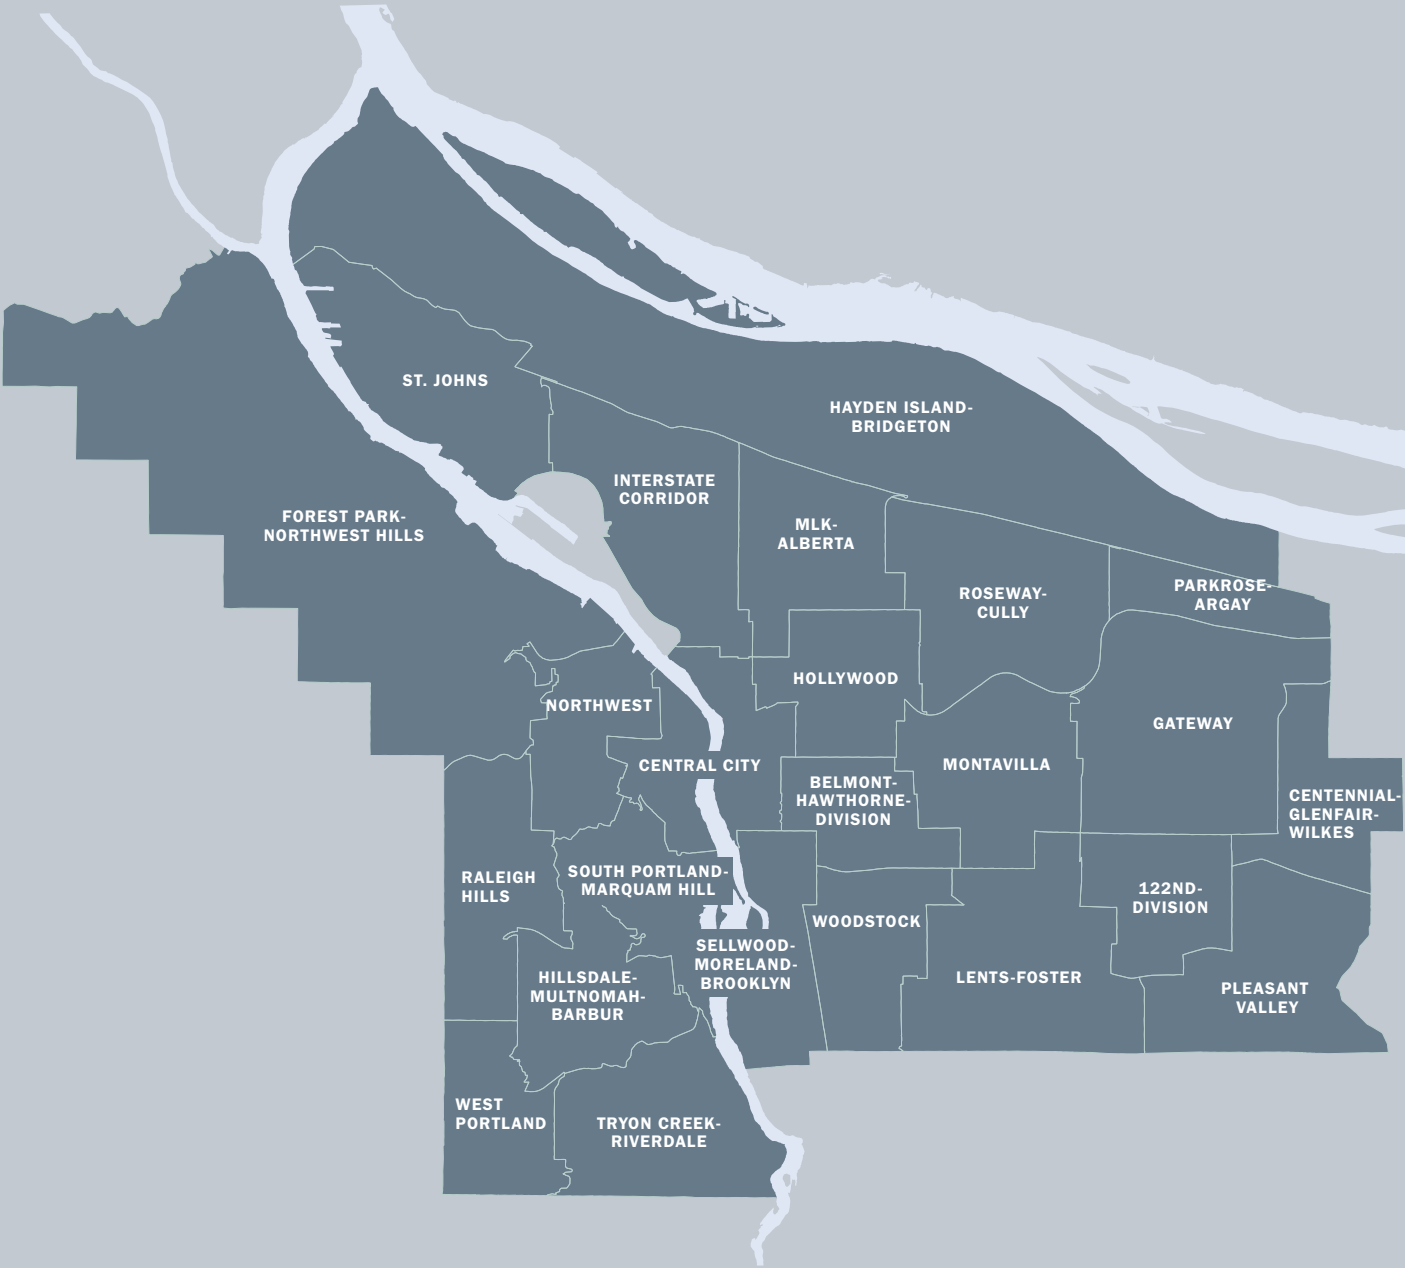 ST. JOHNS
HAYDEN ISLAND-
BRIDGETON
INTERSTATE
CORRIDOR
FOREST PARK-
NORTHWEST HILLS
MLK-
ALBERTA
ROSEWAY-
CULLY
PARKROSE-
ARGAY
HOLLYWOOD
NORTHWEST
GATEWAY
CENTRAL CITY
MONTAVILLA
BELMONT-
HAWTHORNE-
DIVISION
CENTENNIAL-
GLENFAIR-
WILKES
RALEIGH
HILLS
SOUTH PORTLAND-
MARQUAM HILL
122ND-
DIVISION
WOODSTOCK
SELLWOOD-
MORELAND-
BROOKLYN
HILLSDALE-
MULTNOMAH-
BARBUR
LENTS-FOSTER
PLEASANT
VALLEY
WEST
PORTLAND
TRYON CREEK-
RIVERDALE